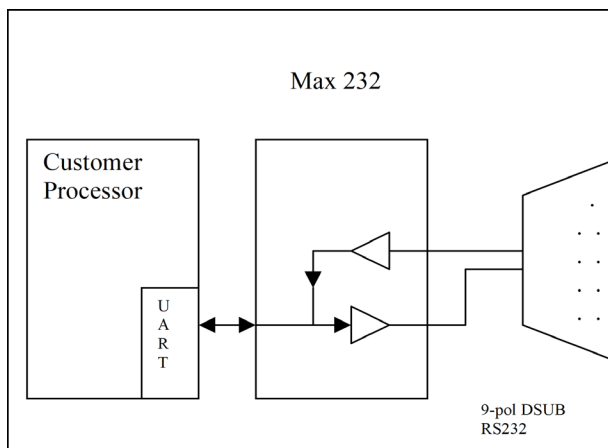 Max 232
Customer
Processor
U
A
R
T
9-pol DSUB
RS232